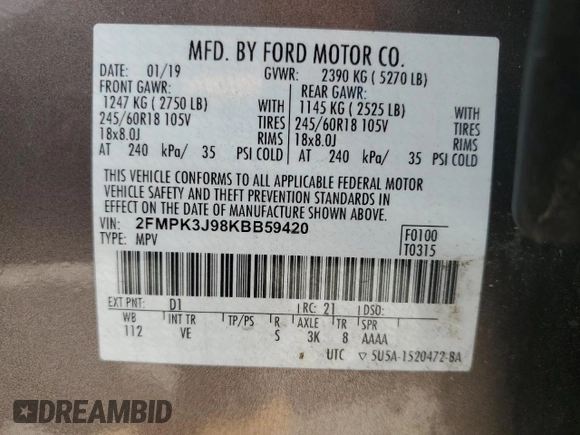 MFD. BY FORD MOTOR CO.
DATE: 01/19 GVWR: 2390 KG ( 5270 LB)
FRONT GAWR: REAR GAWR:
1247 KG ( 2750 LB) WITH 1145 KG ( 2525 LB) WITH
245/60R18 105V TIRES 245/60R18 105V TIRES
18x8.0J RIMS 18x8.0J RIMS
AT 240 kPa/ 35 PSI COLD AT 240 kPa/ 35 PSI COLD
THIS VEHICLE CONFORMS TO ALL APPLICABLE FEDERAL MOTOR
VEHICLE SAFETY AND THEFT PREVENTION STANDARDS IN
EFFECT ON THE DATE OF MANUFACTURE SHOWN ABOVE.
VIN: 2FMPK3J98KBB59420 F0100
TYPE: MPV T0315
EXT PNT: D1 RC: 21 DSO:
WB INT TR TP/PS R AXLE TR SPR
112 VE S 3K 8 AAAA
UTC ▽ 5U5A-1520472-BA
DREAMBID